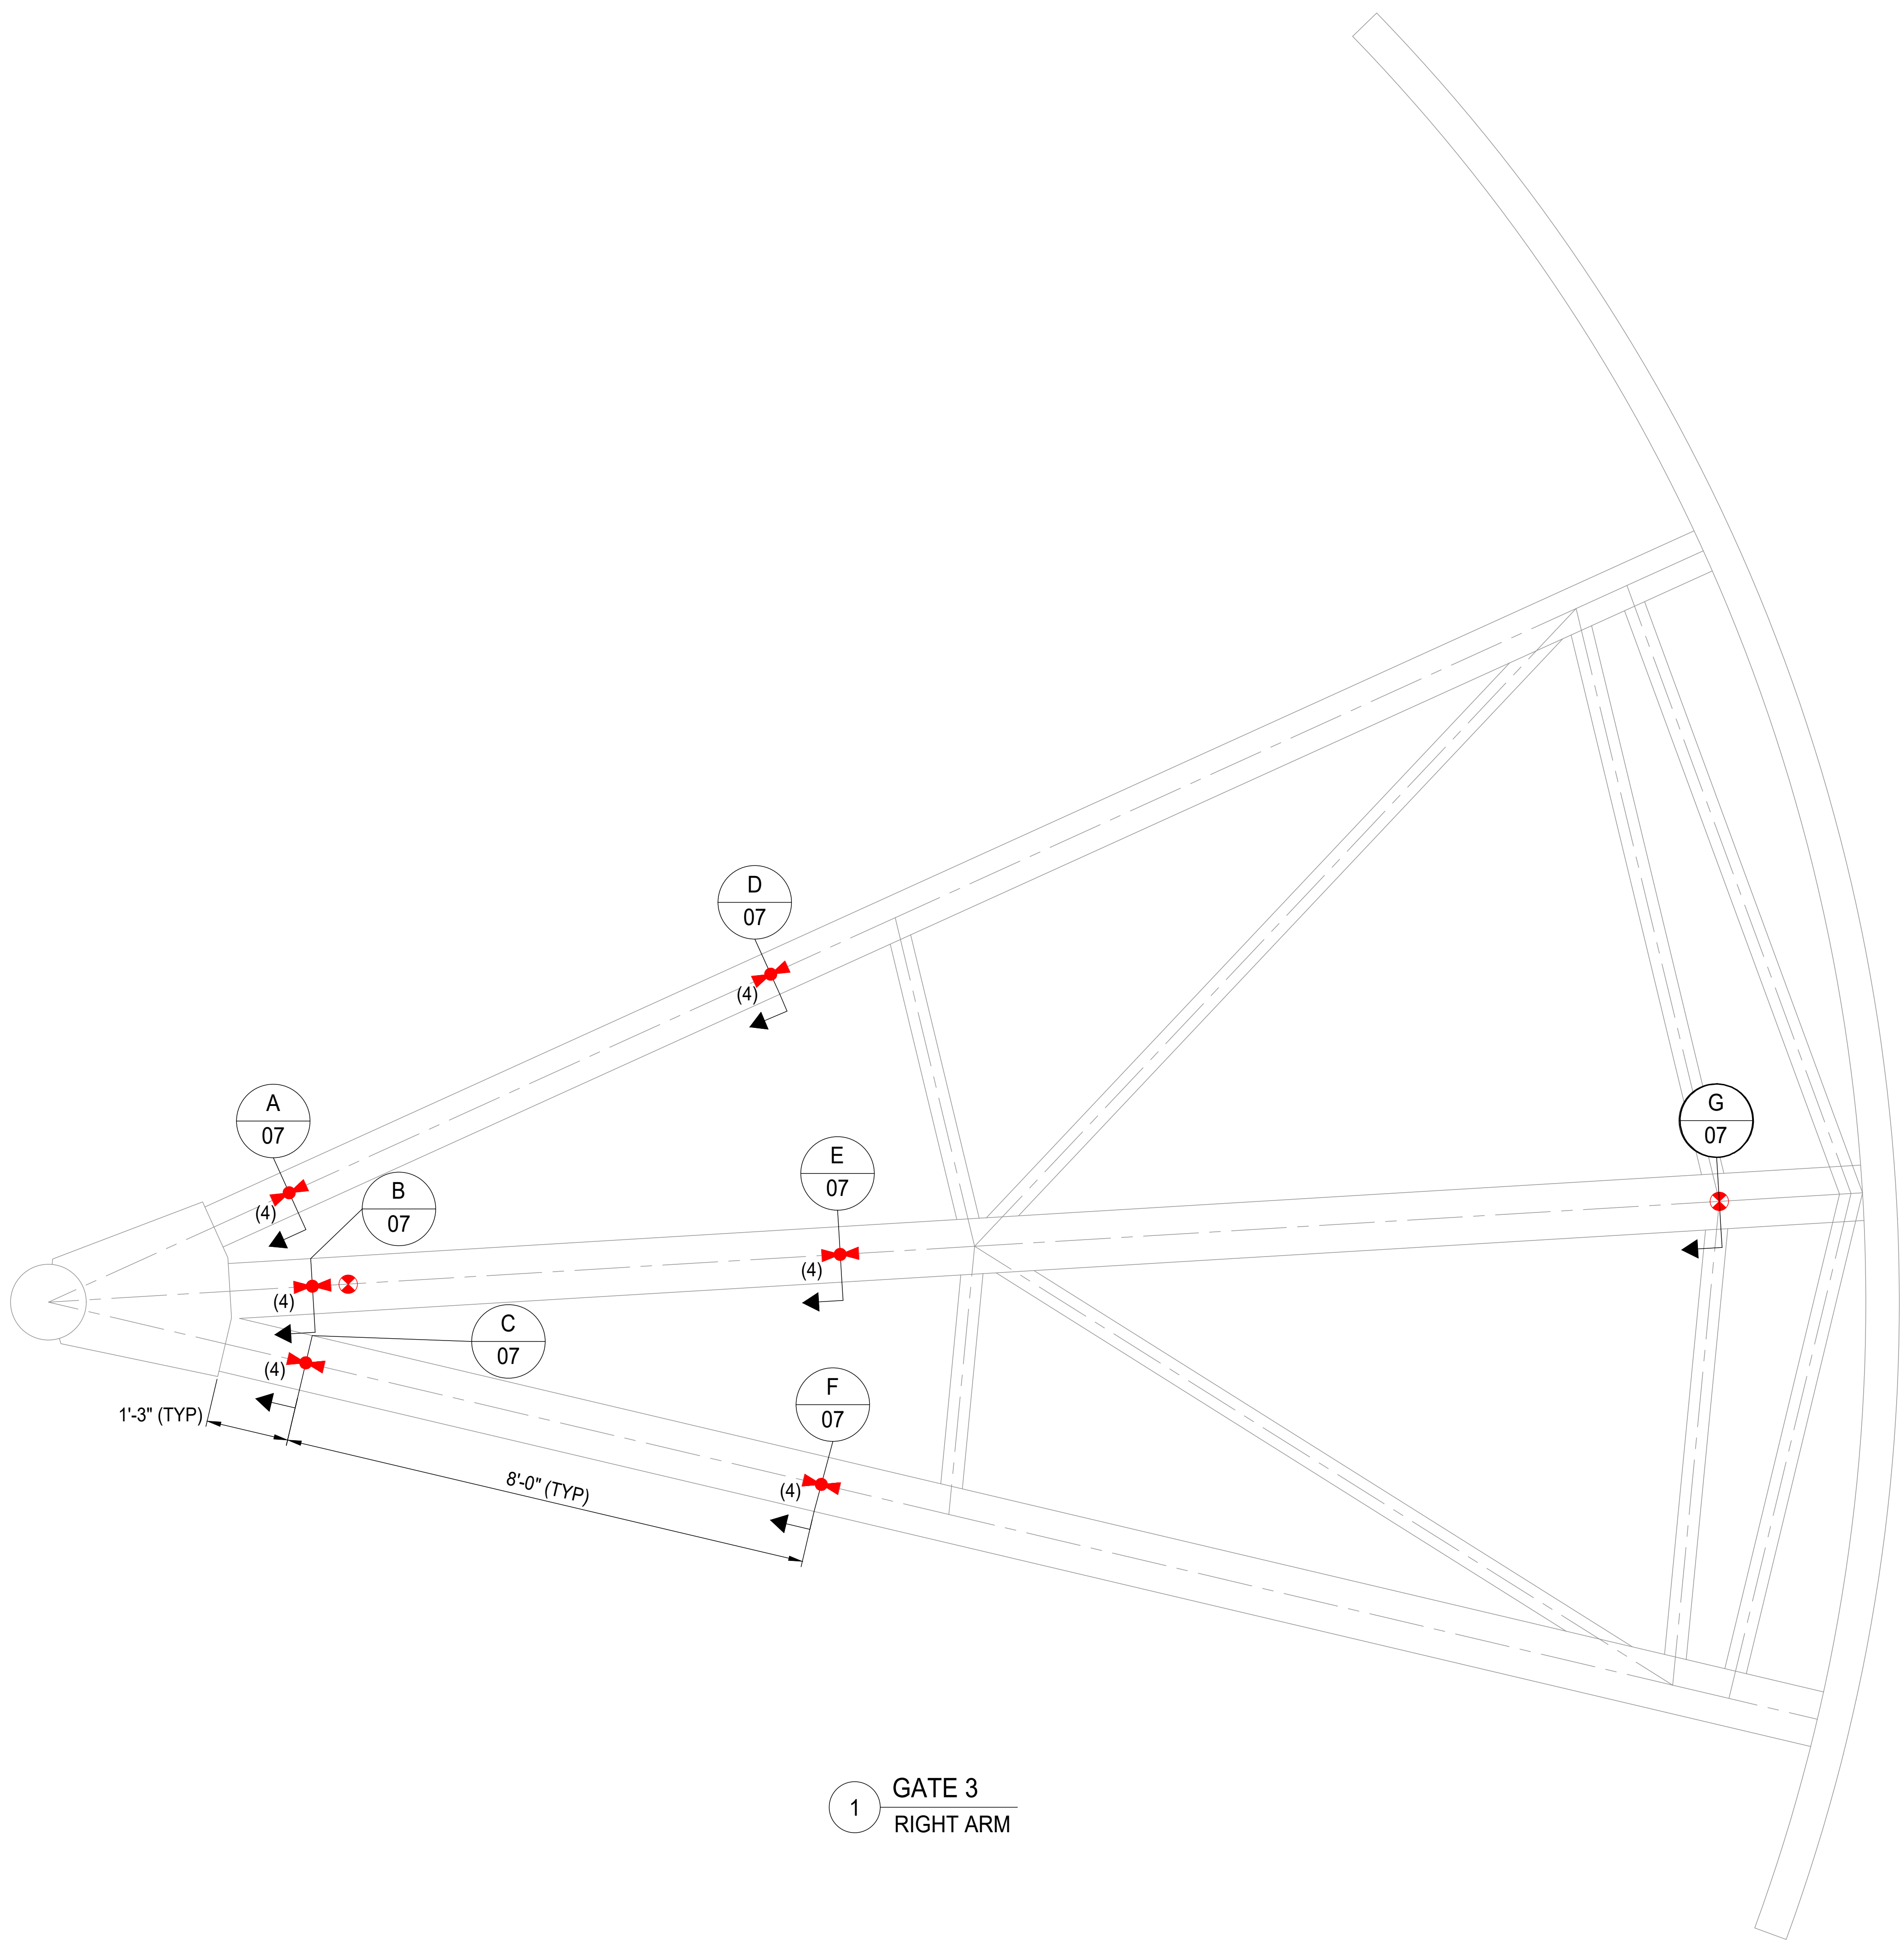 D
07
(4)
A
07
(4)
B
07
(4)
E
07
(4)
G
07
C
07
(4)
F
07
(4)
1'-3" (TYP)
8'-0" (TYP)
1
GATE 3
RIGHT ARM